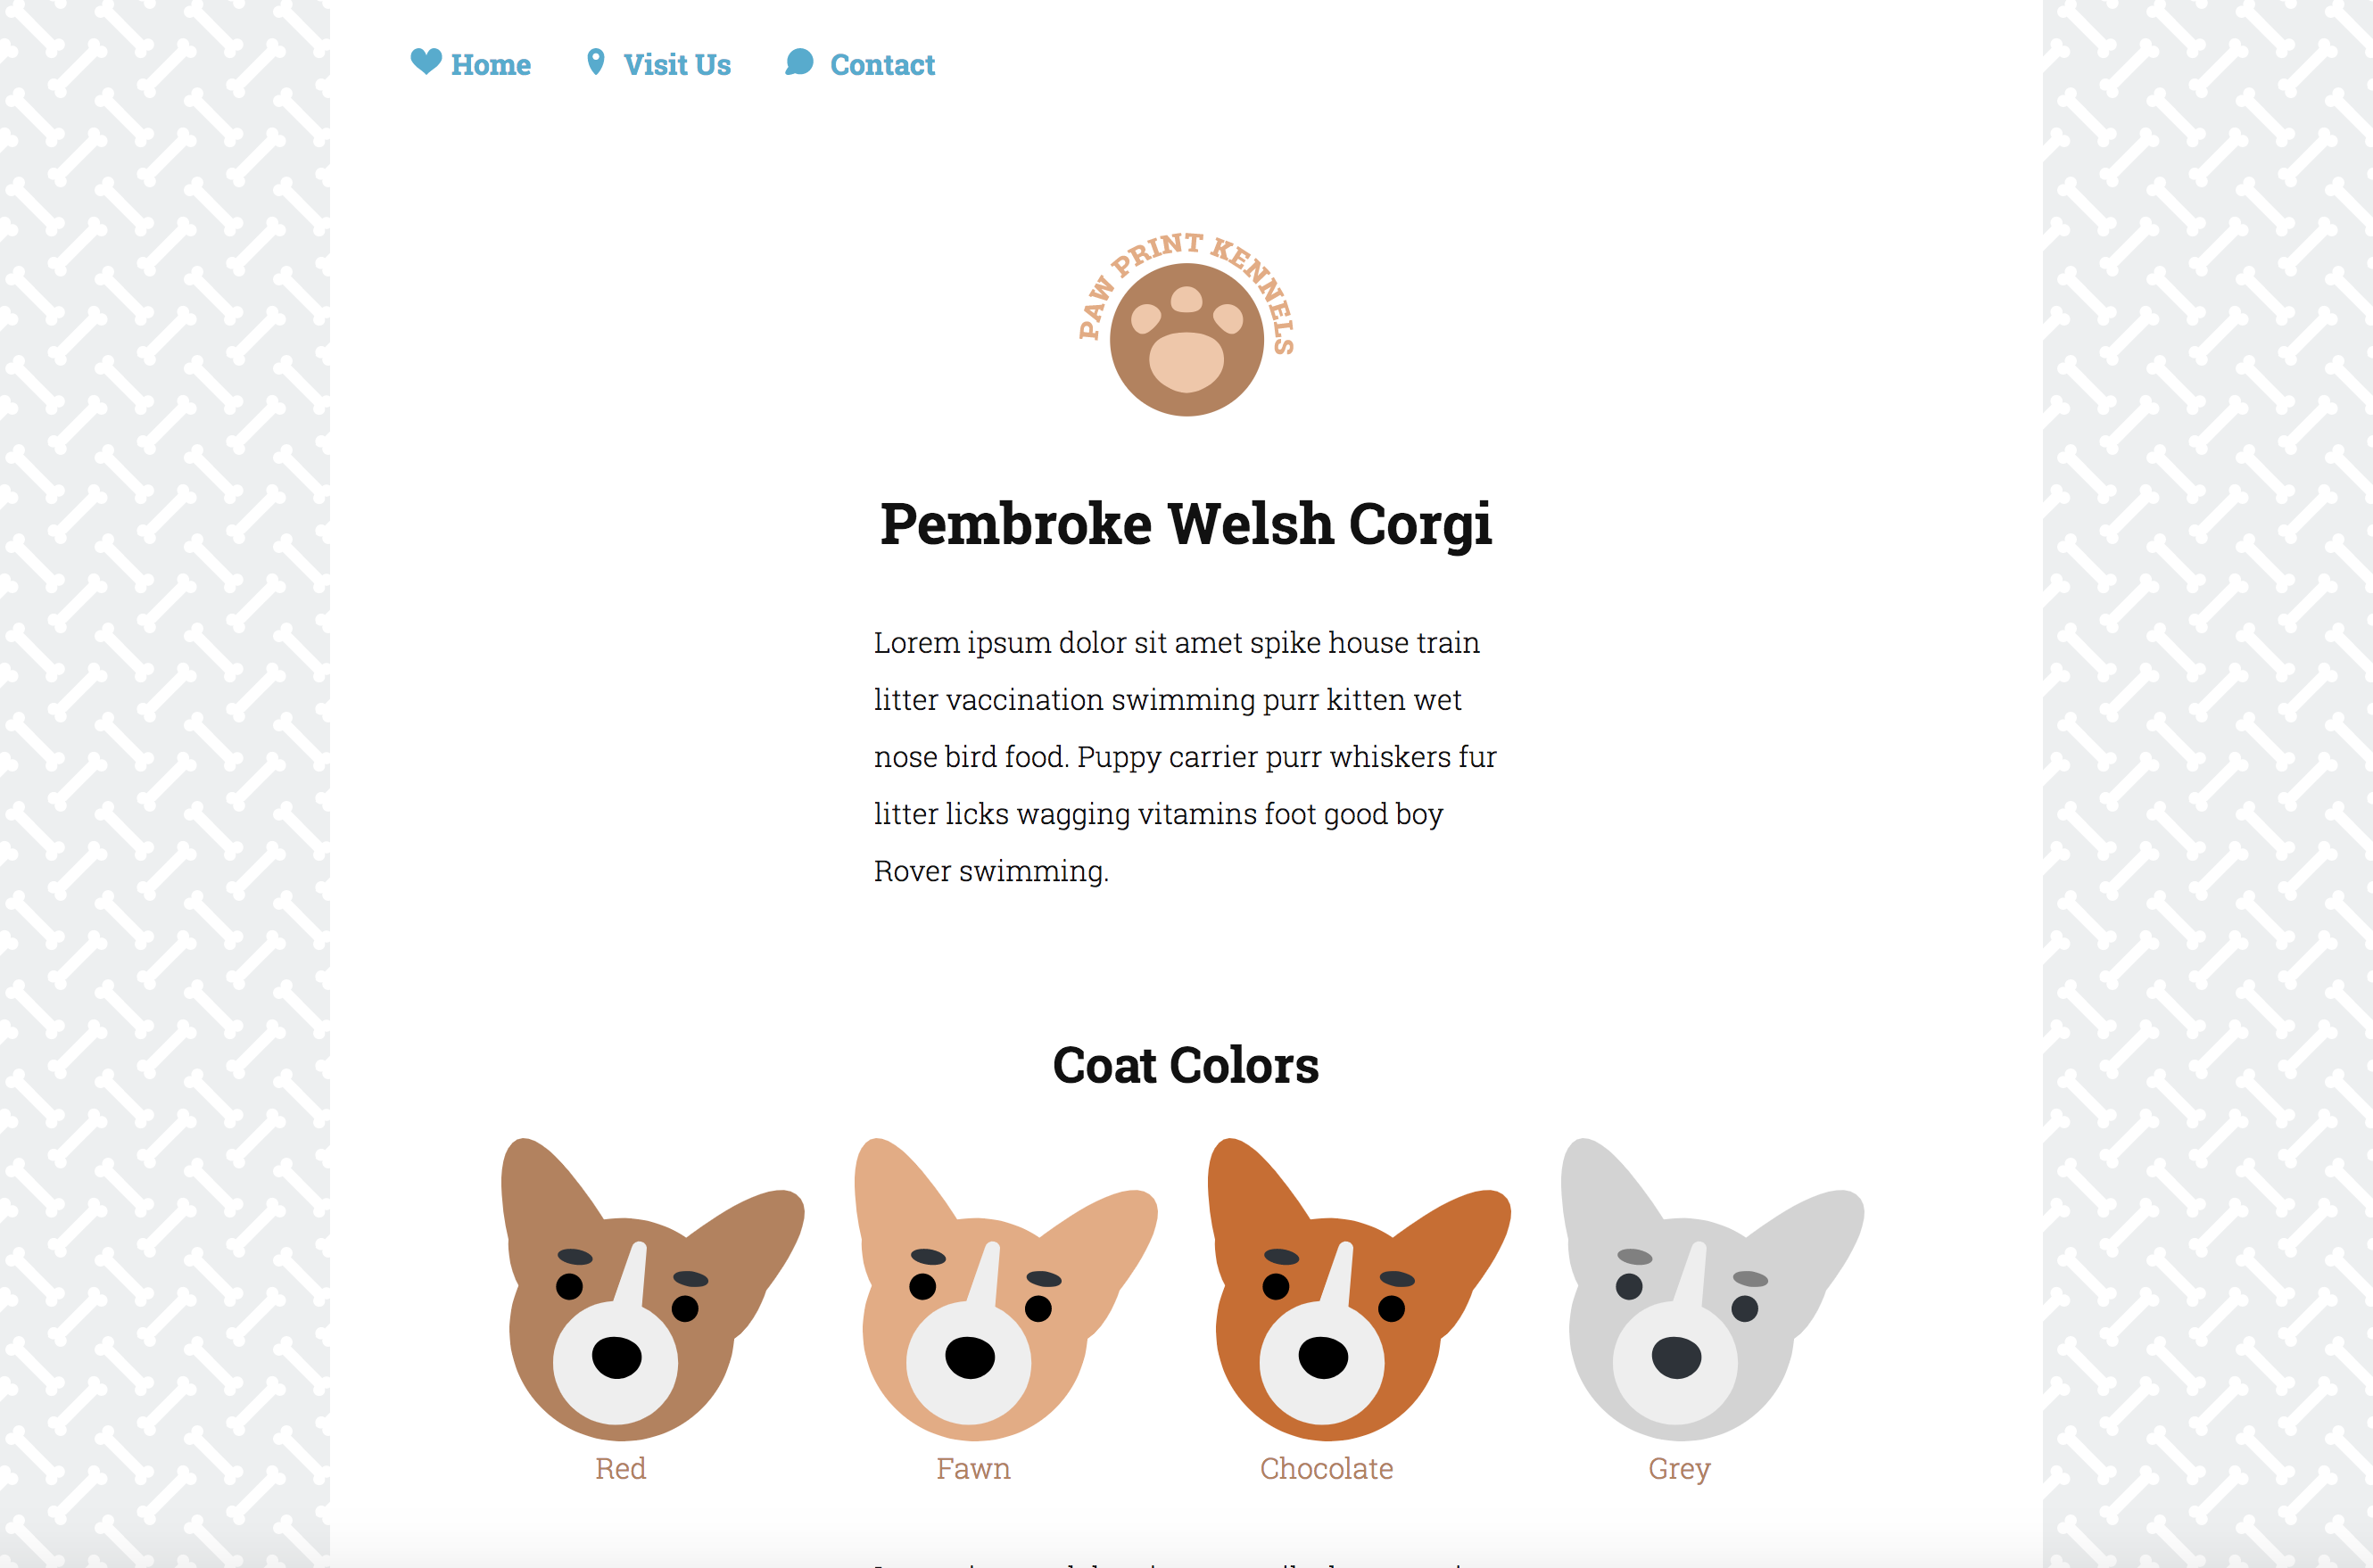 Home
Visit Us
Contact
PAW PRINT KENNELS
Pembroke Welsh Corgi
Lorem ipsum dolor sit amet spike house train
litter vaccination swimming purr kitten wet
nose bird food. Puppy carrier purr whiskers fur
litter licks wagging vitamins foot good boy
Rover swimming.
Coat Colors
Red
Fawn
Chocolate
Grey